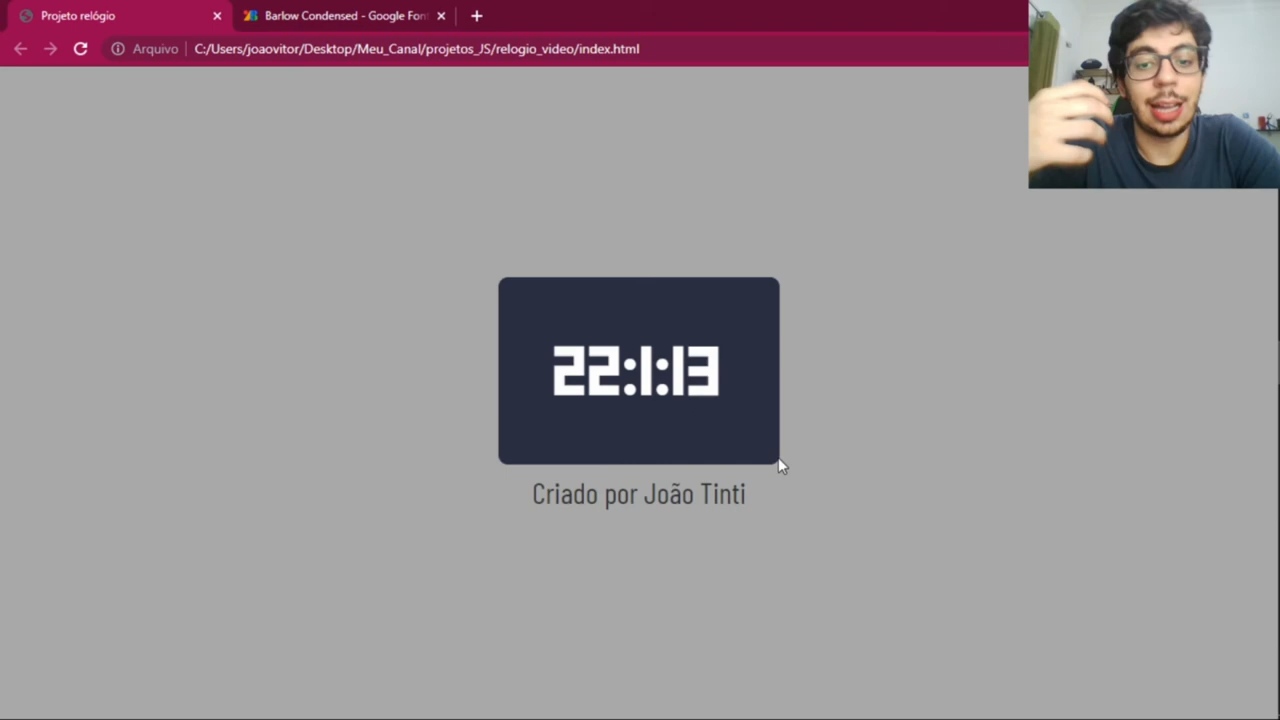 Projeto relógio
Barlow Condensed - Google Fon
Arquivo
C:/Users/joaovitor/Desktop/Meu_Canal/projetos_JS/relogio_video/index.html
22:1:13
Criado por João Tinti